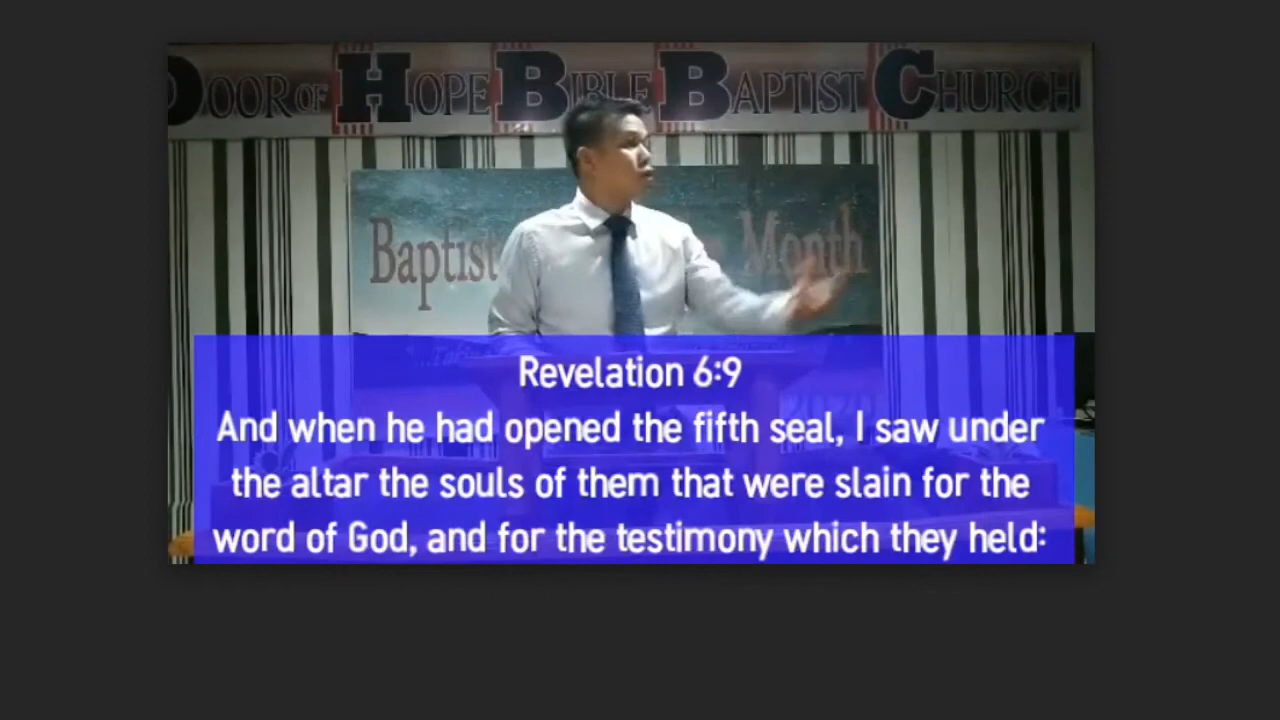 DOOR OF HOPE BIBLE BAPTIST CHURCH
Baptist Month
Revelation 6:9
And when he had opened the fifth seal, I saw under
the altar the souls of them that were slain for the
word of God, and for the testimony which they held: